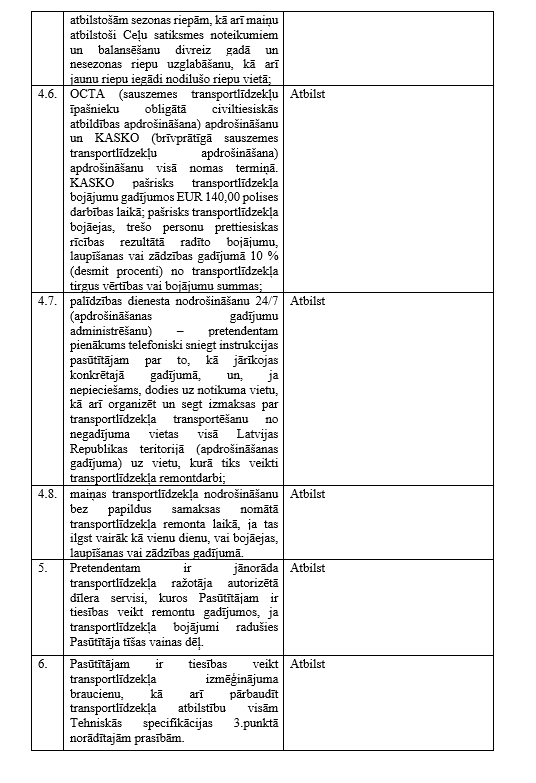 atbilstošām sezonas riepām, kā arī maiņu
atbilstoši Ceļu satiksmes noteikumiem
un balansēšanu divreiz gadā un
nesezonas riepu uzglabāšanu, kā arī
jaunu riepu iegādi nodilušo riepu vietā;
4.6. OCTA (sauszemes transportlīdzekļu Atbilst
īpašnieku obligātā civiltiesiskās
atbildības apdrošināšana) apdrošināšanu
un KASKO (brīvprātīgā sauszemes
transportlīdzekļu apdrošināšana)
apdrošināšanu visā nomas termiņā.
KASKO pašrisks transportlīdzekļa
bojājumu gadījumos EUR 140,00 polises
darbības laikā; pašrisks transportlīdzekļa
bojāejas, trešo personu prettiesiskas
rīcības rezultātā radīto bojājumu,
laupīšanas vai zādzības gadījumā 10 %
(desmit procenti) no transportlīdzekļa
tirgus vērtības vai bojājumu summas;
4.7. palīdzības dienesta nodrošināšanu 24/7 Atbilst
(apdrošināšanas gadījumu
administrēšanu) – pretendentam
pienākums telefoniski sniegt instrukcijas
pasūtītājam par to, kā jārīkojas
konkrētajā gadījumā, un, ja
nepieciešams, dodies uz notikuma vietu,
kā arī organizēt un segt izmaksas par
transportlīdzekļa transportēšanu no
negadījuma vietas visā Latvijas
Republikas teritorijā (apdrošināšanas
gadījuma) uz vietu, kurā tiks veikti
transportlīdzekļa remontdarbi;
4.8. maiņas transportlīdzekļa nodrošināšanu Atbilst
bez papildus samaksas nomātā
transportlīdzekļa remonta laikā, ja tas
ilgst vairāk kā vienu dienu, vai bojāejas,
laupīšanas vai zādzības gadījumā.
5. Pretendentam ir jānorāda Atbilst
transportlīdzekļa ražotāja autorizētā
dīlera servisi, kuros Pasūtītājam ir
tiesības veikt remontu gadījumos, ja
transportlīdzekļa bojājumi radušies
Pasūtītāja tīšas vainas dēļ.
6. Pasūtītājam ir tiesības veikt Atbilst
transportlīdzekļa izmēģinājuma
braucienu, kā arī pārbaudīt
transportlīdzekļa atbilstību visām
Tehniskās specifikācijas 3.punktā
norādītajam prasībām.